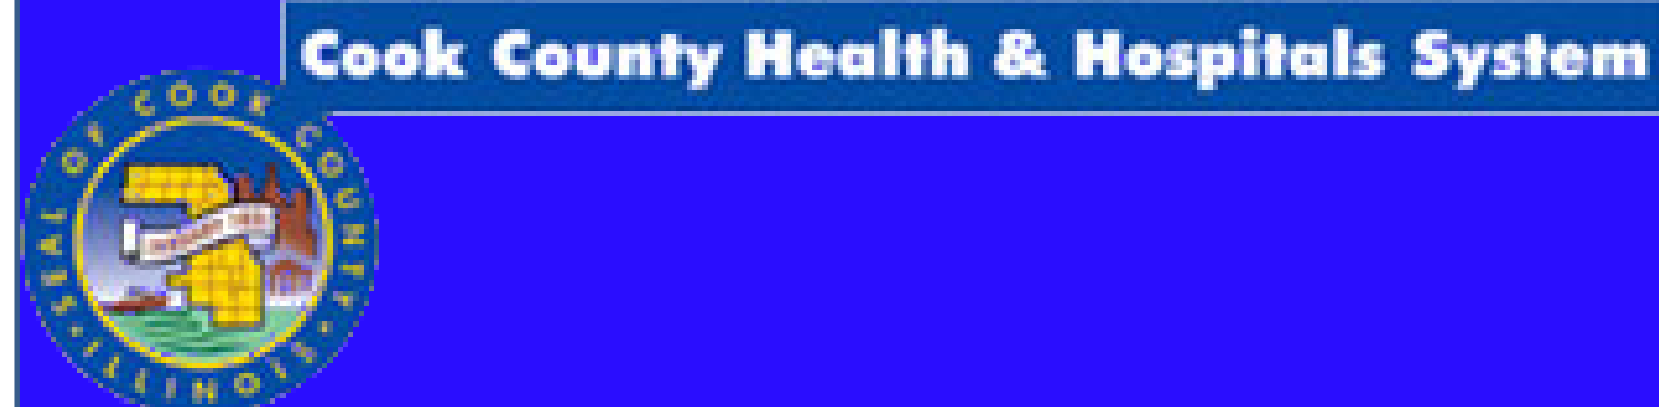 Cook County Health & Hospitals System
SEAL OF COOK COUNTY • ILLINOIS •